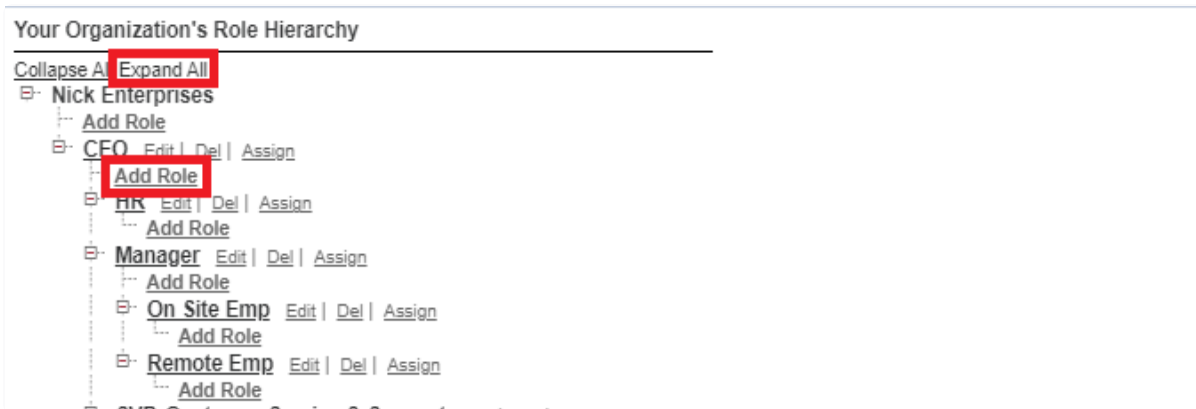 Your Organization's Role Hierarchy
Collapse Al Expand All
Nick Enterprises
Add Role
CEO Edit | Del | Assign
Add Role
HR Edit | Del | Assign
Add Role
Manager Edit | Del | Assign
Add Role
On Site Emp Edit | Del | Assign
Add Role
Remote Emp Edit | Del | Assign
Add Role